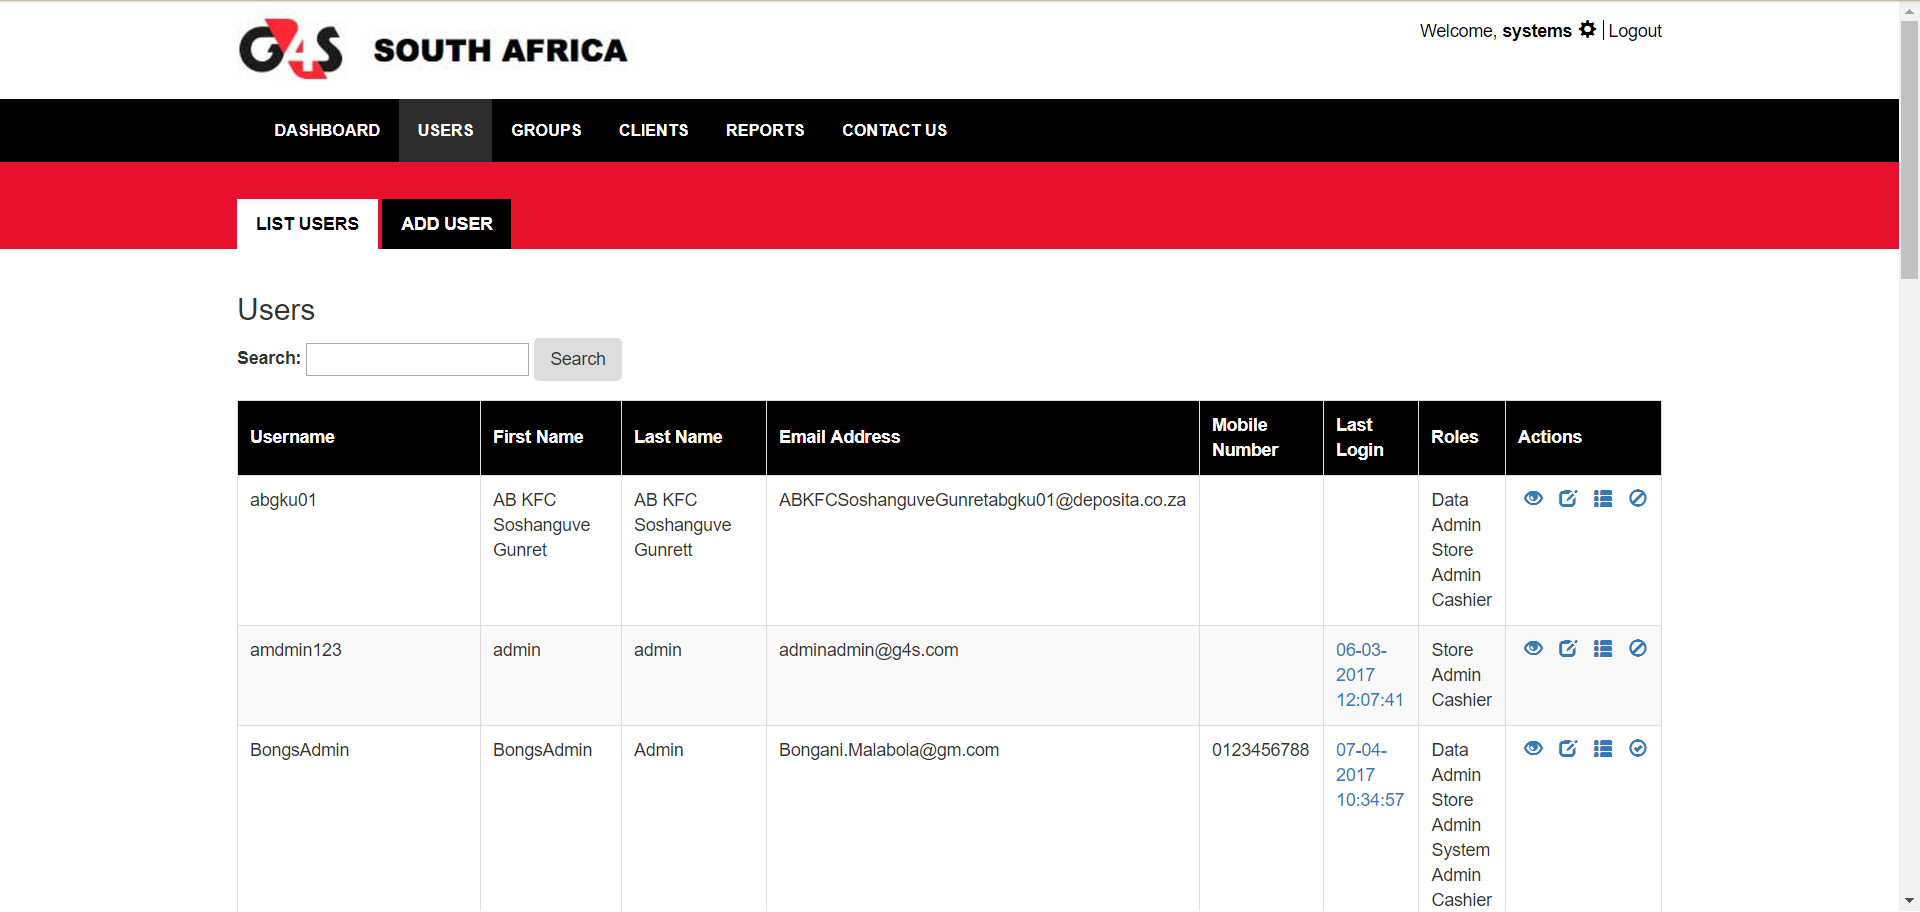 G4S SOUTH AFRICA
Welcome, systems | Logout
DASHBOARD USERS GROUPS CLIENTS REPORTS CONTACT US
LIST USERS ADD USER
Users
Search: Search
Username First Name Last Name Email Address Mobile Number Last Login Roles Actions
abgku01
AB KFC
Soshanguve
Gunret
AB KFC
Soshanguve
Gunrett
ABKFCSoshanguveGunretabgku01@deposita.co.za
Data
Admin
Store
Admin
Cashier
amdmin123
admin
admin
adminadmin@g4s.com
06-03-
2017
12:07:41
Store
Admin
Cashier
BongsAdmin
BongsAdmin
Admin
Bongani.Malabola@gm.com
0123456788
07-04-
2017
10:34:57
Data
Admin
Store
Admin
System
Admin
Cashier